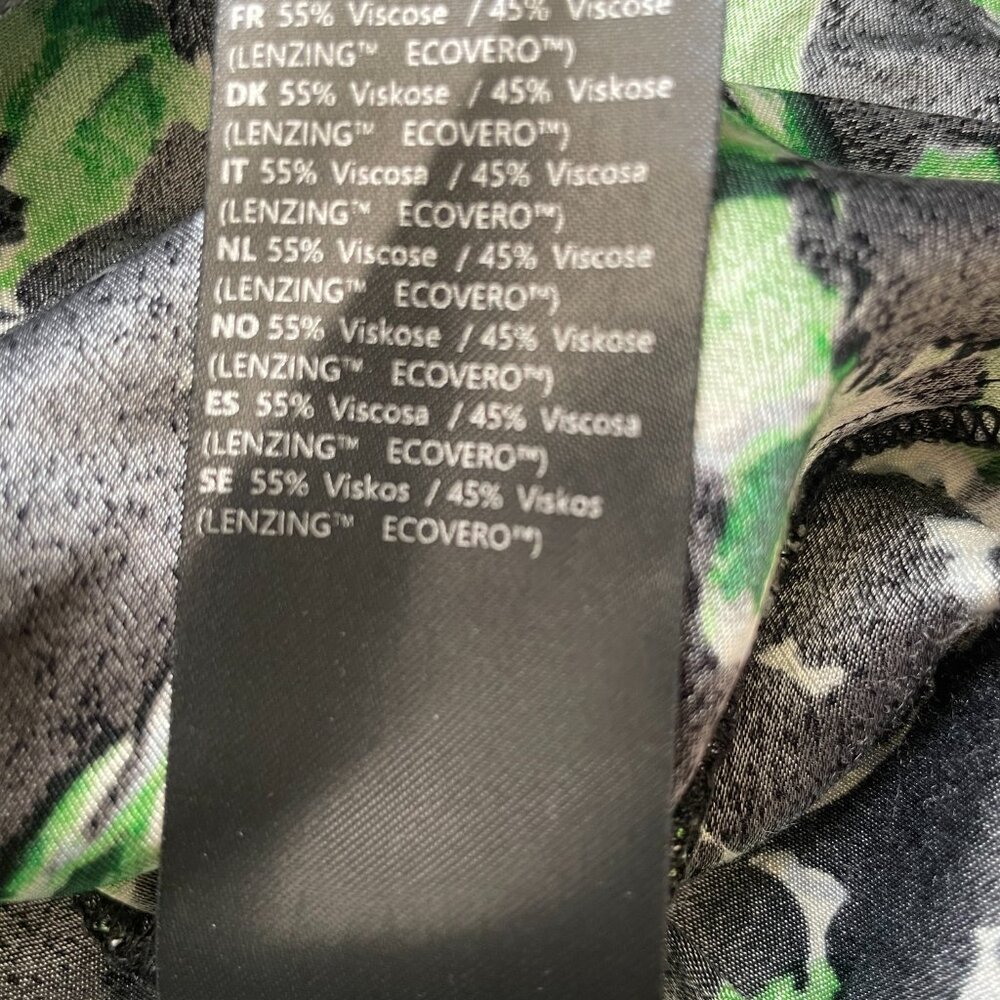 FR 55% Viscose / 45% Viscose
(LENZING™ ECOVERO™)
DK 55% Viskose / 45% Viskose
(LENZING™ ECOVERO™)
IT 55% Viscosa / 45% Viscosa
(LENZING™ ECOVERO™)
NL 55% Viscose / 45% Viscose
(LENZING™ ECOVERO™)
NO 55% Viskose / 45% Viskose
(LENZING™ ECOVERO™)
ES 55% Viscosa / 45% Viscosa
(LENZING™ ECOVERO™)
SE 55% Viskos / 45% Viskos
(LENZING™ ECOVERO™)